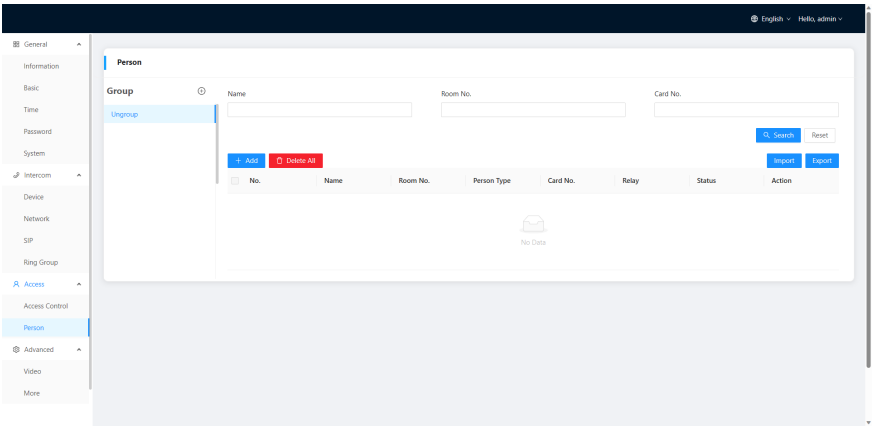 English Hello, admin
General
Information
Basic
Time
Password
System
Intercom
Device
Network
SIP
Ring Group
Access
Access Control
Person
Advanced
Video
More
Person
Group
Ungroup
Name Room No. Card No.
Search Reset
+ Add Delete All Import Export
No. Name Room No. Person Type Card No. Relay Status Action
No Data